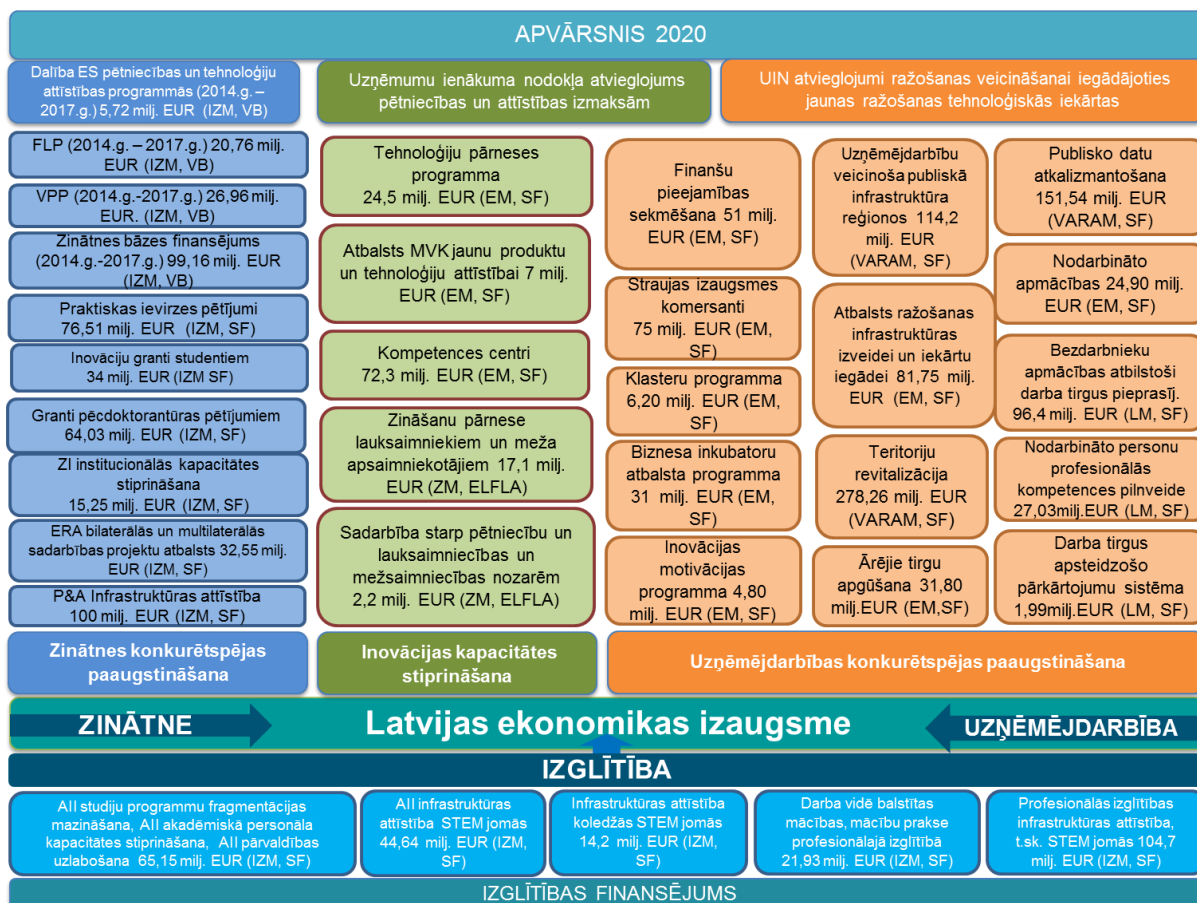 APVĀRSNIS 2020
Dalība ES pētniecības un tehnoloģiju
attīstības programmās (2014.g. –
2017.g.) 5,72 milj. EUR (IZM, VB)
Uzņēmumu ienākuma nodokļa atvieglojums
pētniecības un attīstības izmaksām
UIN atvieglojumi ražošanas veicināšanai iegādājoties
jaunas ražošanas tehnoloģiskās iekārtas
FLP (2014.g. – 2017.g.) 20,76 milj.
EUR (IZM, VB)
VPP (2014.g.-2017.g.) 26,96 milj.
EUR. (IZM, VB)
Zinātnes bāzes finansējums
(2014.g.-2017.g.) 99,16 milj. EUR
(IZM, VB)
Praktiskas ievirzes pētījumi
76,51 milj. EUR (IZM, SF)
Inovāciju granti studentiem
34 milj. EUR (IZM SF)
Granti pēcdoktorantūras pētījumiem
64,03 milj. EUR (IZM, SF)
ZI institucionālās kapacitātes
stiprināšana
15,25 milj. EUR (IZM, SF)
ERA bilaterālās un multilaterālās
sadarbības projektu atbalsts 32,55 milj.
EUR (IZM, SF)
P&A Infrastruktūras attīstība
100 milj. EUR (IZM, SF)
Tehnoloģiju pārneses
programma
24,5 milj. EUR (EM, SF)
Atbalsts MVK jaunu produktu
un tehnoloģiju attīstībai 7 milj.
EUR (EM, SF)
Kompetences centri
72,3 milj. EUR (EM, SF)
Zināšanu pārnese
lauksaimniekiem un meža
apsaimniekotājiem 17,1 milj.
EUR (ZM, ELFLA)
Sadarbība starp pētniecību un
lauksaimniecības un
mežsaimniecības nozarēm
2,2 milj. EUR (ZM, ELFLA)
Finanšu
pieejamības
sekmēšana 51 milj.
EUR (EM, SF)
Straujas izaugsmes
komersanti
75 milj. EUR (EM,
SF)
Klasteru programma
6,20 milj. EUR (EM,
SF)
Biznesa inkubatoru
atbalsta programma
31 milj. EUR (EM,
SF)
Inovācijas
motivācijas
programma 4,80
milj. EUR (EM, SF)
Uzņēmējdarbību
veicinoša publiskā
infrastruktūra
reģionos 114,2
milj. EUR
(VARAM, SF)
Atbalsts ražošanas
infrastruktūras
izveidei un iekārtu
iegādei 81,75 milj.
EUR (EM, SF)
Teritoriju
revitalizācija
278,26 milj. EUR
(VARAM, SF)
Ārējie tirgu
apgūšana 31,80
milj.EUR (EM,SF)
Publisko datu
atkalizmantošana
151,54 milj. EUR
(VARAM, SF)
Nodarbināto
apmācības 24,90 milj.
EUR (EM, SF)
Bezdarbnieku
apmācības atbilstoši
darba tirgus pieprasīj.
96,4 milj. EUR (LM, SF)
Nodarbināto personu
profesionālās
kompetences pilnveide
27,03milj.EUR (LM, SF)
Darba tirgus
apsteidzošo
pārkārtojumu sistēma
1,99milj.EUR (LM, SF)
Zinātnes konkurētspējas
paaugstināšana
Inovācijas kapacitātes
stiprināšana
Uzņēmējdarbības konkurētspējas paaugstināšana
ZINĀTNE
Latvijas ekonomikas izaugsme
UZŅĒMĒJDARBĪBA
IZGLĪTĪBA
AII studiju programmu fragmentācijas
mazināšana, AII akadēmiskā personāla
kapacitātes stiprināšana, AII pārvaldības
uzlabošana 65,15 milj. EUR (IZM, SF)
AII infrastruktūras
attīstība STEM jomās
44,64 milj. EUR (IZM,
SF)
Infrastruktūras attīstība
koledžās STEM jomās
14,2 milj. EUR (IZM,
SF)
Darba vidē balstītas
mācības, mācību prakse
profesionālajā izglītībā
21,93 milj. EUR (IZM, SF)
Profesionālās izglītības
infrastruktūras attīstība,
t.sk. STEM jomās 104,7
milj. EUR (IZM, SF)
IZGLĪTĪBAS FINANSĒJUMS